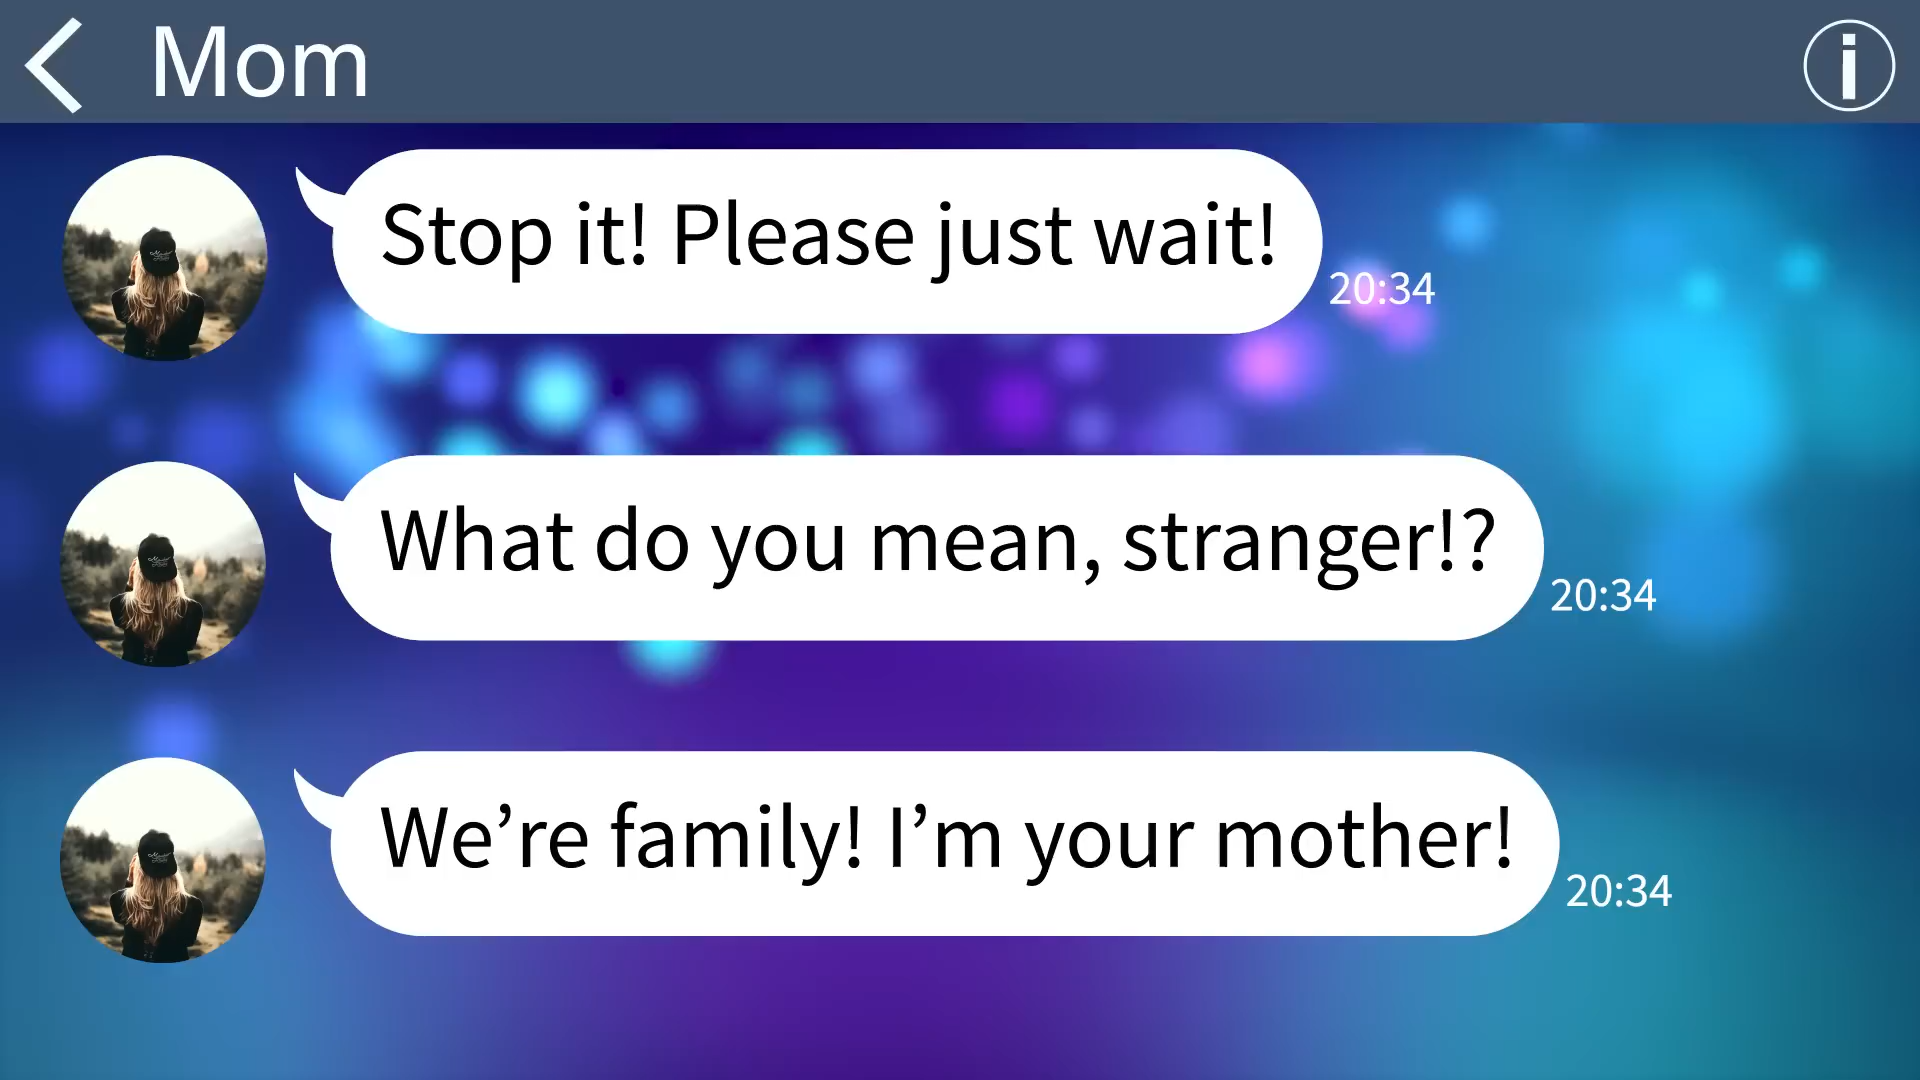 Mom
Stop it! Please just wait!
20:34
What do you mean, stranger!?
20:34
We’re family! I’m your mother!
20:34